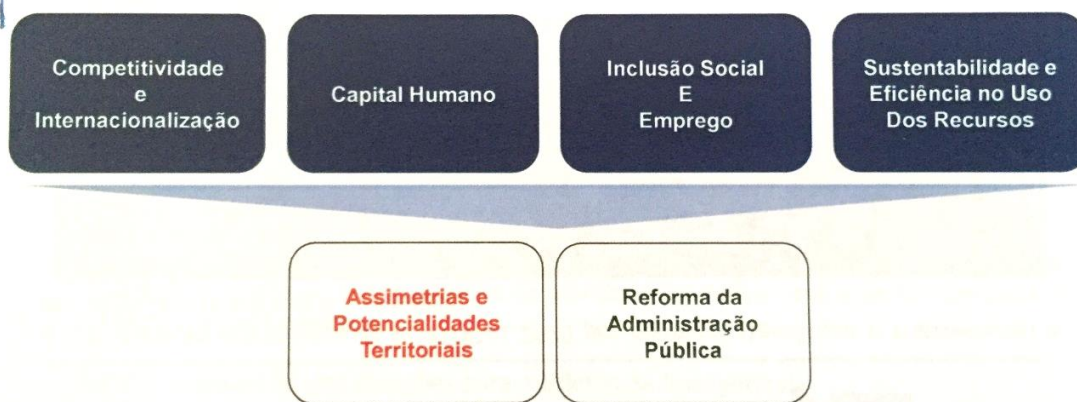 Competitividade
e
Internacionalização
Capital Humano
Inclusão Social
E
Emprego
Sustentabilidade e
Eficiência no Uso
Dos Recursos
Assimetrias e
Potencialidades
Territoriais
Reforma da
Administração
Pública